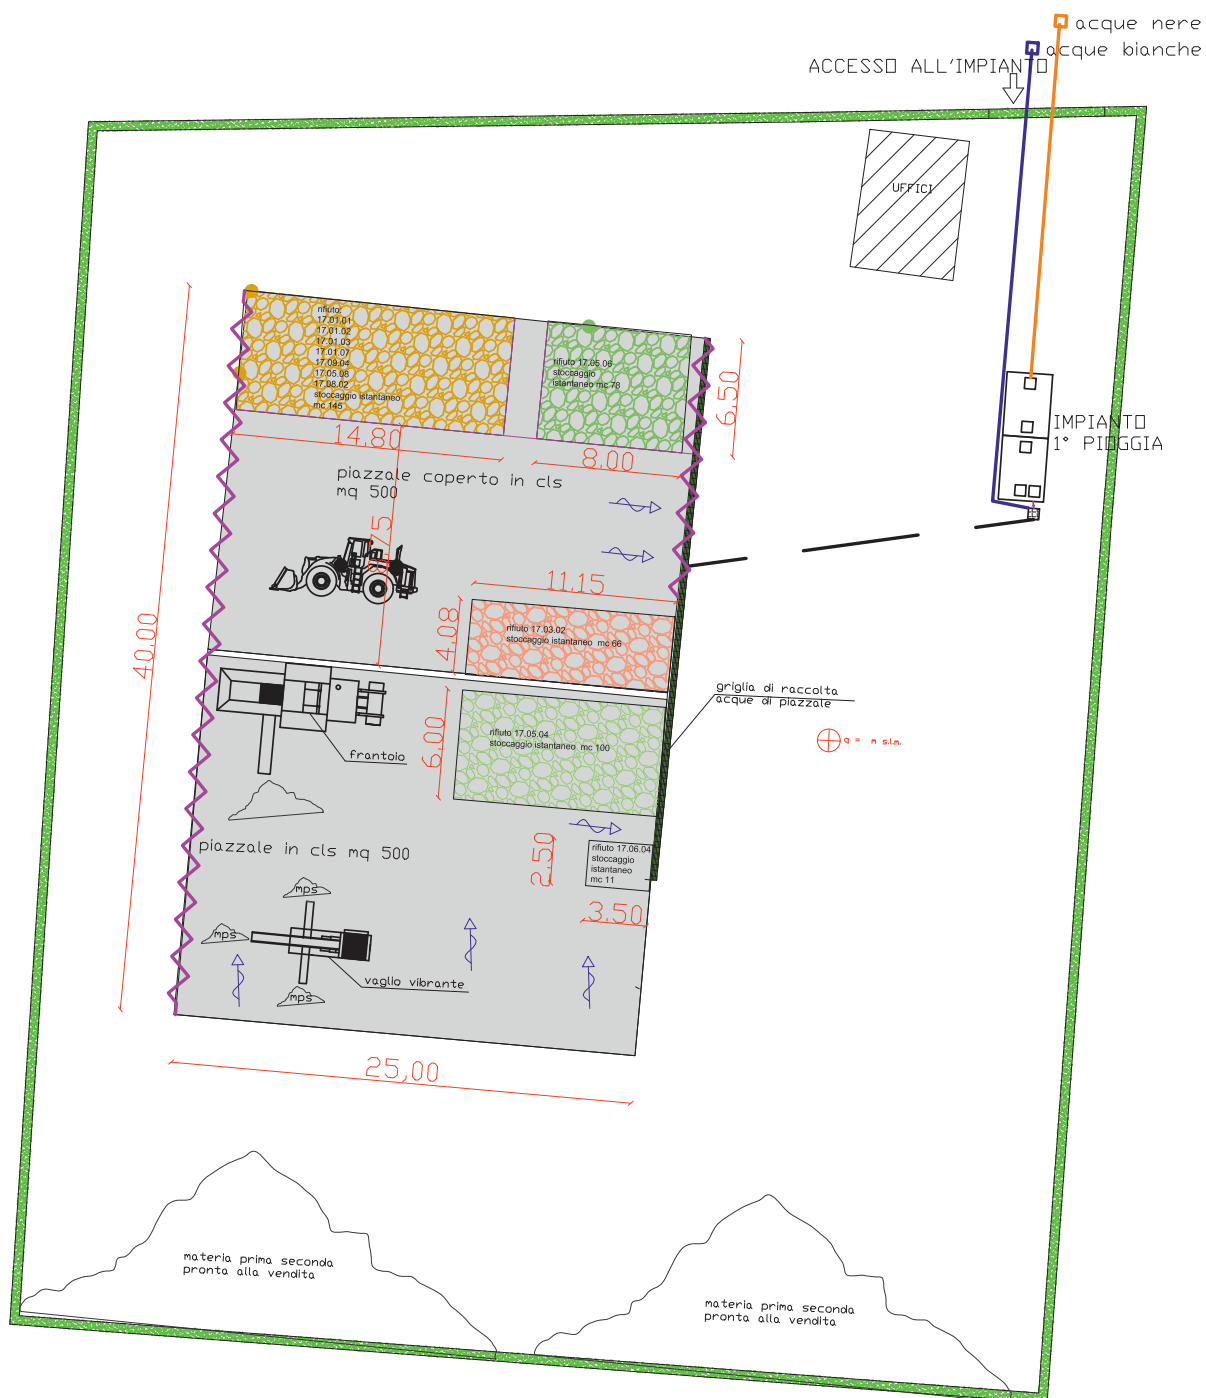 acque nere
acque bianche
ACCESSO ALL'IMPIANTO
UFFICI
rifiuto:
17.01.01
17.01.02
17.01.03
17.01.07
17.09.04
17.05.08
17.08.02
stoccaggio istantaneo
mc 145
rifiuto 17.05.06
stoccaggio
istantaneo mc 78
6,50
14,80
8,00
IMPIANTO
1° PIOGGIA
piazzale coperto in cls
mq 500
11,15
4,08
rifiuto 17.03.02
stoccaggio istantaneo mc 66
40,00
griglia di raccolta
acque di piazzale
6,00
rifiuto 17.05.04
stoccaggio istantaneo mc 100
q = m s.l.m.
frantoio
piazzale in cls mq 500
2,50
rifiuto 17.06.04
stoccaggio
istantaneo
mc 11
3,50
mps
mps
mps
vaglio vibrante
25,00
materia prima seconda
pronta alla vendita
materia prima seconda
pronta alla vendita